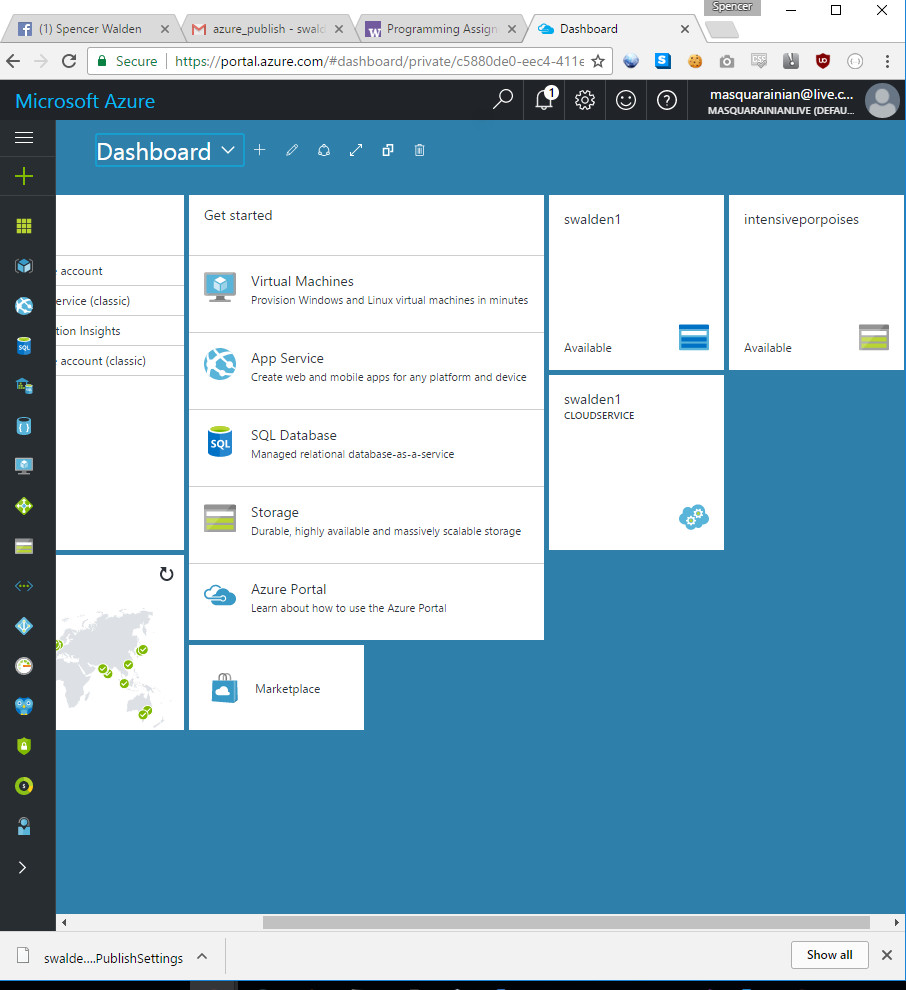 Spencer
(1) Spencer Walden
azure_publish - swald
Programming Assign
Dashboard
Secure
https://portal.azure.com/#dashboard/private/c5880de0-eec4-411e
Microsoft Azure
1
masquarainian@live.c...
MASQUARAINIANLIVE (DEFAU...
Dashboard
account
ervice (classic)
tion Insights
account (classic)
Get started
Virtual Machines
Provision Windows and Linux virtual machines in minutes
App Service
Create web and mobile apps for any platform and device
SQL
SQL Database
Managed relational database-as-a-service
Storage
Durable, highly available and massively scalable storage
Azure Portal
Learn about how to use the Azure Portal
Marketplace
swalden1
Available
intensiveporpoises
Available
swalden1
CLOUDSERVICE
SQL
swalde....PublishSettings
Show all